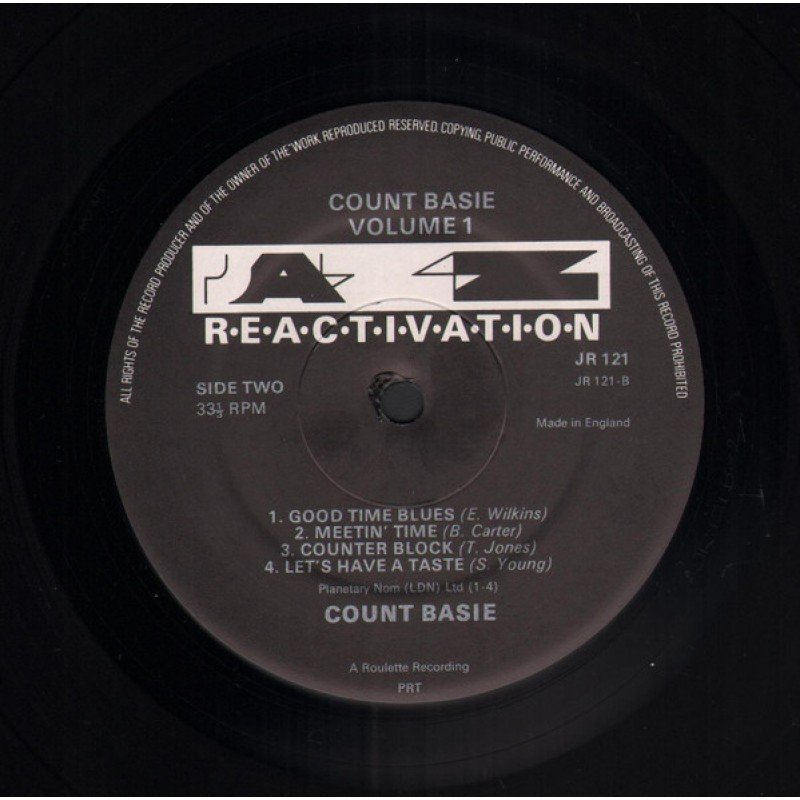 ALL RIGHTS OF THE RECORD PRODUCER AND OF THE OWNER OF THE WORK REPRODUCED RESERVED. COPYING, PUBLIC PERFORMANCE AND BROADCASTING OF THIS RECORD PROHIBITED
COUNT BASIE
VOLUME 1
JAZZ
R·E·A·C·T·I·V·A·T·I·O·N
JR 121
JR 121-B
SIDE TWO
33⅓ RPM
Made in England
1. GOOD TIME BLUES (E. Wilkins)
2. MEETIN' TIME (B. Carter)
3. COUNTER BLOCK (T. Jones)
4. LET'S HAVE A TASTE (S. Young)
Planetary Nom (LDN) Ltd (1-4)
COUNT BASIE
A Roulette Recording
PRT